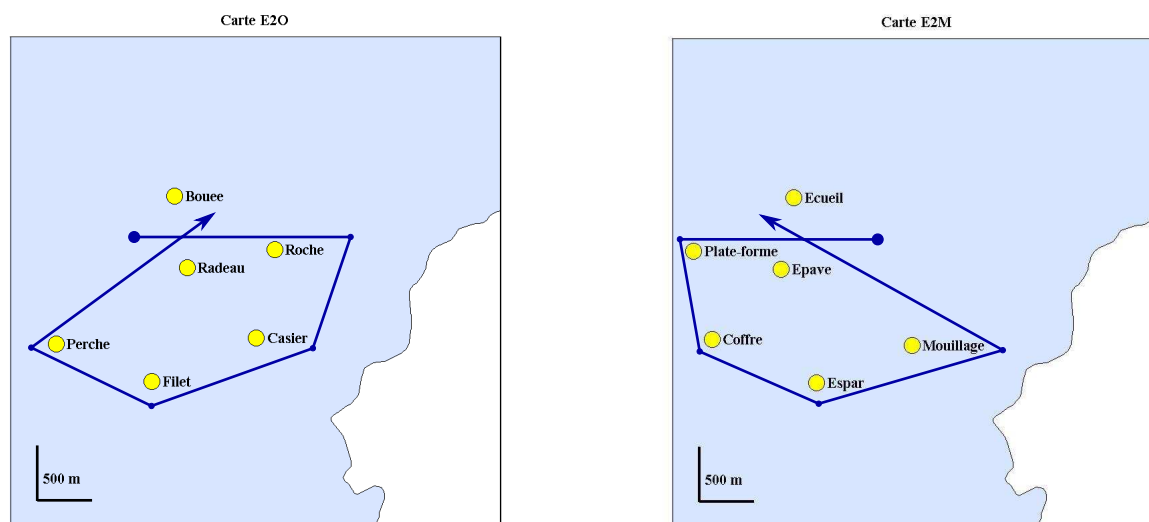 Carte E2O
Bouee
Roche
Radeau
Casier
Perche
Filet
500 m
Carte E2M
Ecueil
Plate-forme
Epave
Coffre
Mouillage
Espar
500 m